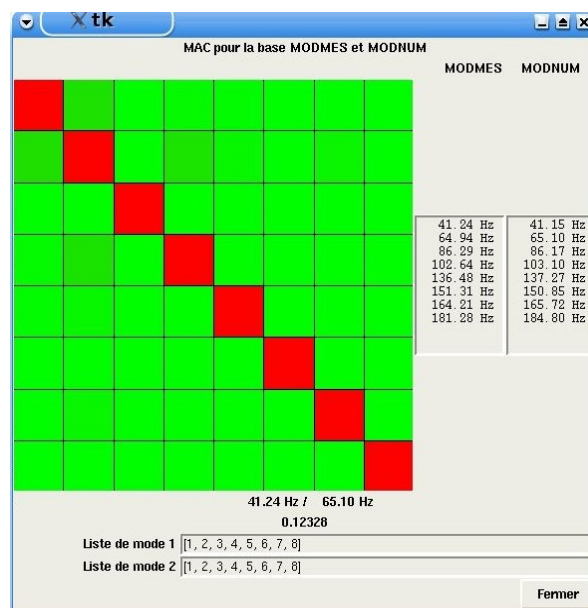 tk
MAC pour la base MODMES et MODNUM
MODMES MODNUM
41.24 Hz 41.15 Hz
64.94 Hz 65.10 Hz
86.29 Hz 86.17 Hz
102.64 Hz 103.10 Hz
136.48 Hz 137.27 Hz
151.31 Hz 150.85 Hz
164.21 Hz 165.72 Hz
181.28 Hz 184.80 Hz
41.24 Hz / 65.10 Hz
0.12328
Liste de mode 1 [1, 2, 3, 4, 5, 6, 7, 8]
Liste de mode 2 [1, 2, 3, 4, 5, 6, 7, 8]
Fermer